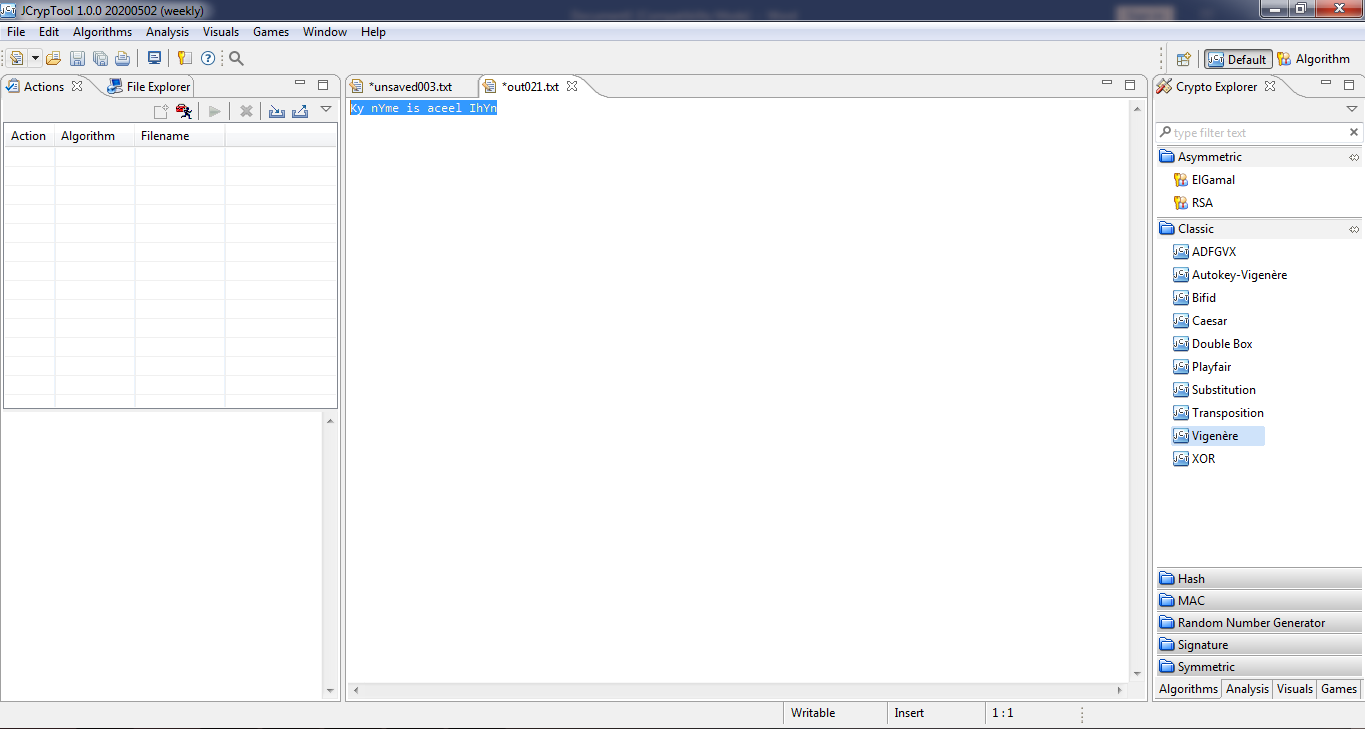 JCrypTool 1.0.0 20200502 (weekly)
File Edit Algorithms Analysis Visuals Games Window Help
Default Algorithm
Actions File Explorer
*unsaved003.txt *out021.txt
Crypto Explorer
Ky nYme is aceel IhYn
Action Algorithm Filename
type filter text
Asymmetric
ElGamal
RSA
Classic
ADFGVX
Autokey-Vigenère
Bifid
Caesar
Double Box
Playfair
Substitution
Transposition
Vigenère
XOR
Hash
MAC
Random Number Generator
Signature
Symmetric
Algorithms Analysis Visuals Games
Writable Insert 1 : 1